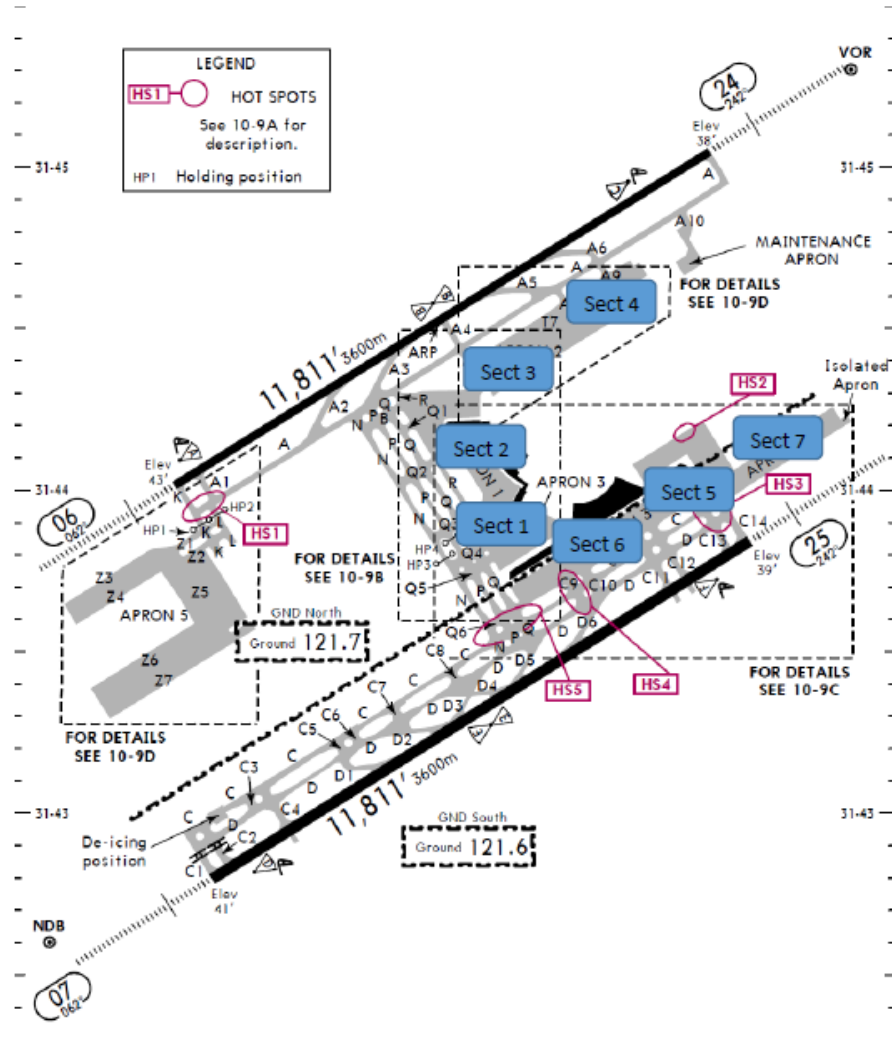 LEGEND
HS1 HOT SPOTS
See 10-9A for
description.
HP1 Holding position
VOR
24
242°
Elev
38'
31-45
31-45
A
A10
MAINTENANCE
APRON
A6
A
A9
A5
FOR DETAILS
SEE 10-9D
Sect 4
T7
A4
ARP
11,811' 3600m
A3
Sect 3
Isolated
Apron
HS2
A2
Q
R
Q1
P
B
N
Sect 7
A
P
Q
Sect 2
N
Q2
R
APRON 3
Sect 5
HS3
Elev
43'
K
A1
HP2
31-44
31-44
06
062°
P
N
Q3
Sect 1
C
C14
HP1
L
K
HS1
Z1
L
Z2
K
HP4
HP3
Q4
Sect 6
D
C13
25
242°
Elev
39'
FOR DETAILS
SEE 10-9B
C12
C11
D
C10
C9
Z3
Z4
Z5
APRON 5
Q5
N
P
Q
GND North
Ground 121.7
Q6
N
P
Q
D
D6
D5
Z6
Z7
C8
C
D
D4
HS5
HS4
FOR DETAILS
SEE 10-9C
C7
C
D
D3
C6
C
D2
FOR DETAILS
SEE 10-9D
C5
D
C3
C
D1
11,811' 3600m
C
D
C4
31-43
31-43
C
D
GND South
Ground 121.6
De-icing
position
C2
C1
Elev
41'
NDB
07
062°